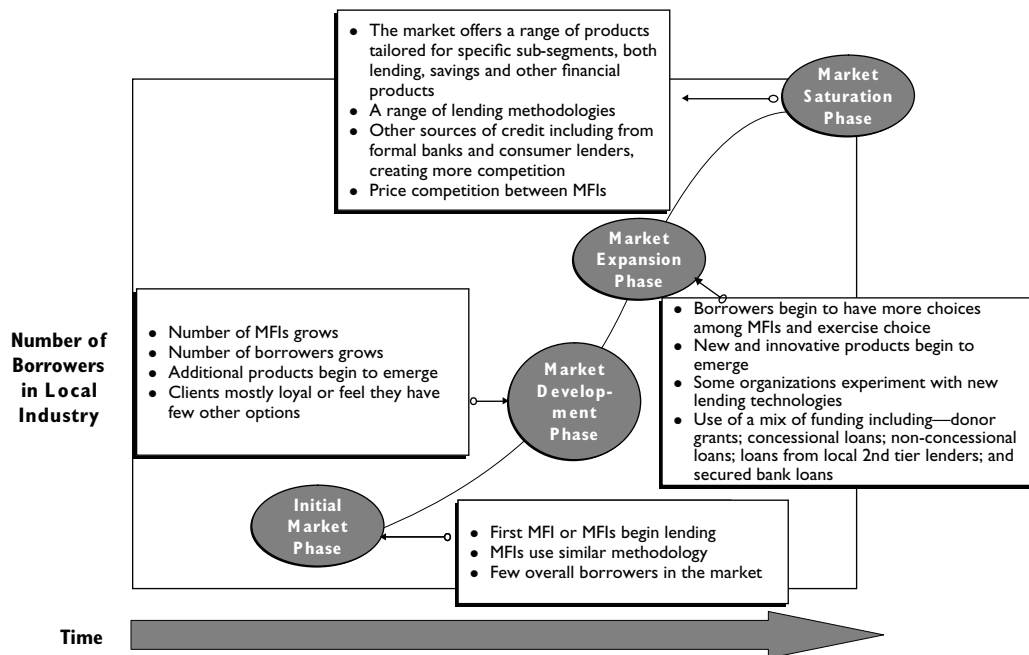 ● The market offers a range of products
tailored for specific sub-segments, both
lending, savings and other financial
products
● A range of lending methodologies
● Other sources of credit including from
formal banks and consumer lenders,
creating more competition
● Price competition between MFIs
Market
Saturation
Phase
Market
Expansion
Phase
● Borrowers begin to have more choices
among MFIs and exercise choice
● New and innovative products begin to
emerge
● Some organizations experiment with new
lending technologies
● Use of a mix of funding including—donor
grants; concessional loans; non-concessional
loans; loans from local 2nd tier lenders; and
secured bank loans
Number of
Borrowers
in Local
Industry
● Number of MFIs grows
● Number of borrowers grows
● Additional products begin to emerge
● Clients mostly loyal or feel they have
few other options
Market
Develop-
ment
Phase
Initial
Market
Phase
● First MFI or MFIs begin lending
● MFIs use similar methodology
● Few overall borrowers in the market
Time